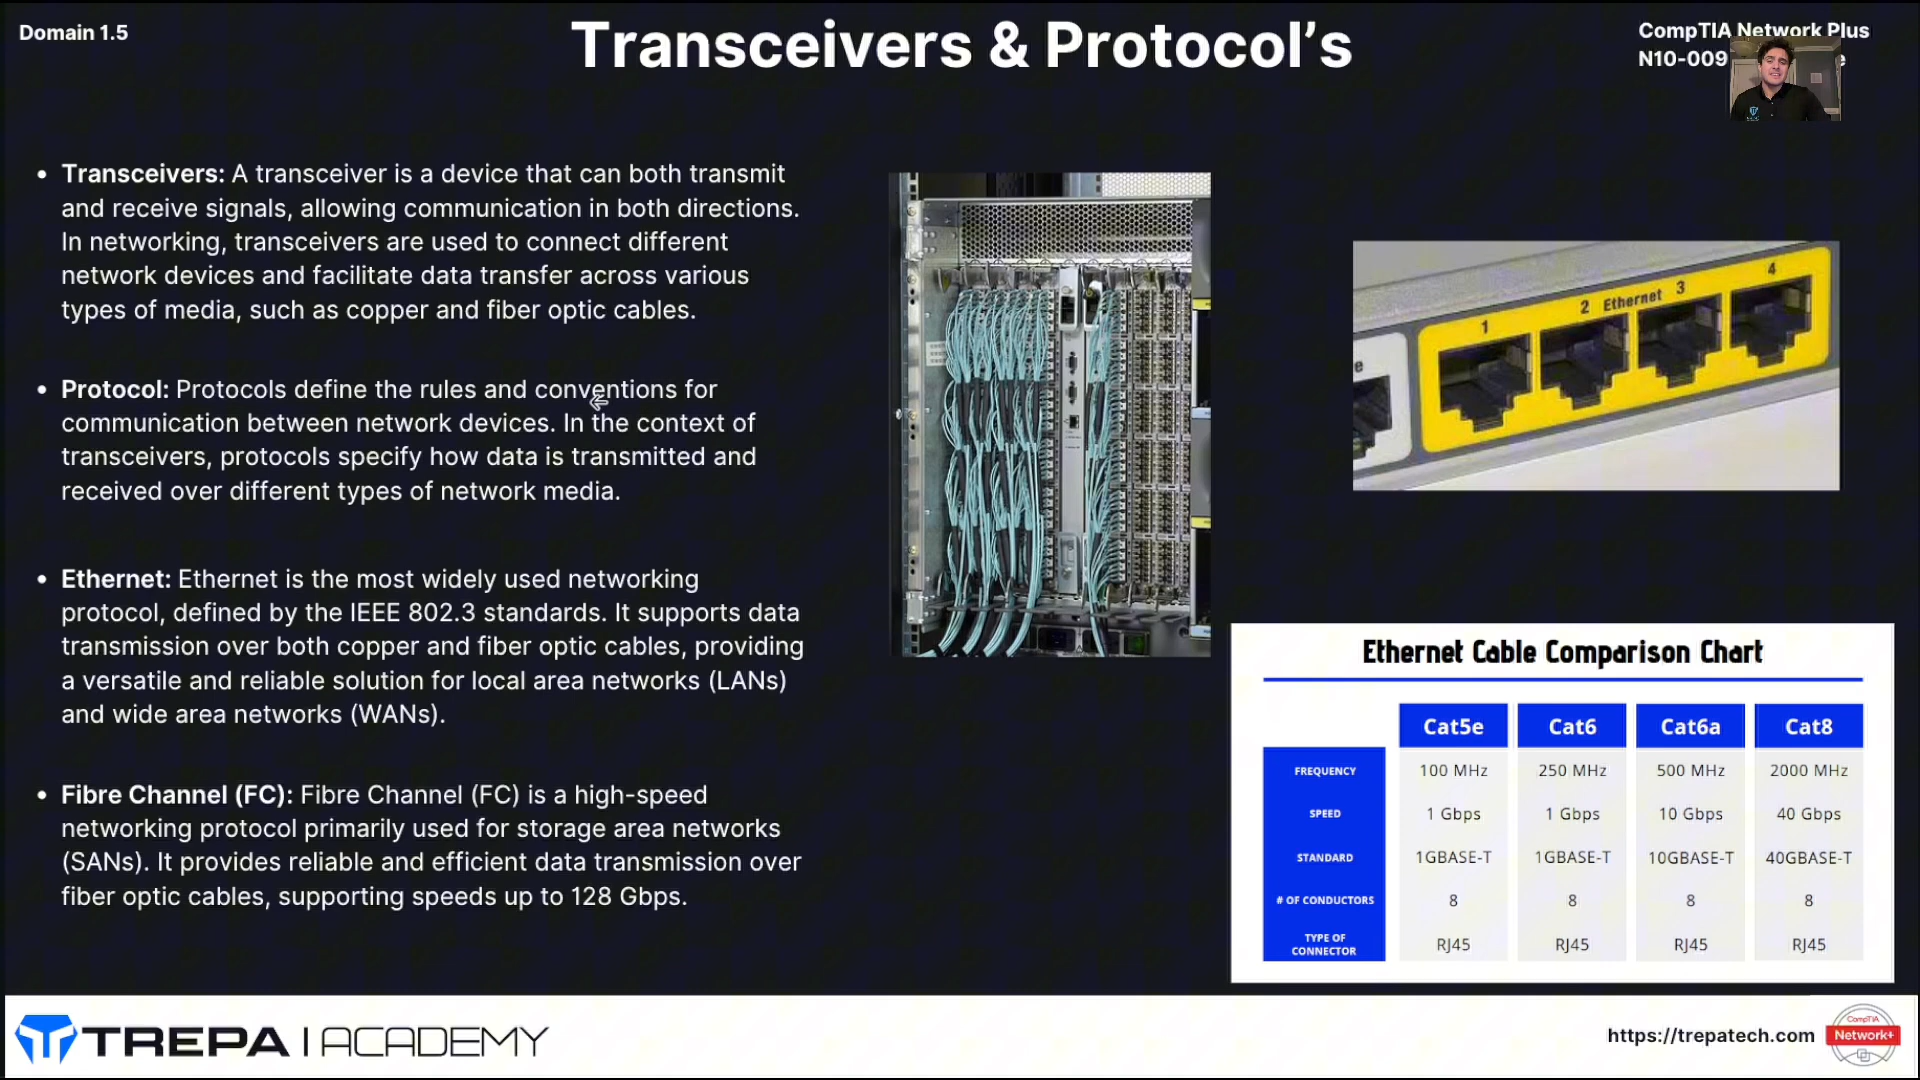 Domain 1.5
Transceivers & Protocol's
CompTIA Network Plus
N10-009
e
• Transceivers: A transceiver is a device that can both transmit
and receive signals, allowing communication in both directions.
In networking, transceivers are used to connect different
network devices and facilitate data transfer across various
types of media, such as copper and fiber optic cables.
• Protocol: Protocols define the rules and conventions for
communication between network devices. In the context of
transceivers, protocols specify how data is transmitted and
received over different types of network media.
• Ethernet: Ethernet is the most widely used networking
protocol, defined by the IEEE 802.3 standards. It supports data
transmission over both copper and fiber optic cables, providing
a versatile and reliable solution for local area networks (LANs)
and wide area networks (WANs).
• Fibre Channel (FC): Fibre Channel (FC) is a high-speed
networking protocol primarily used for storage area networks
(SANs). It provides reliable and efficient data transmission over
fiber optic cables, supporting speeds up to 128 Gbps.
e 1 2 Ethernet 3 4
Ethernet Cable Comparison Chart
Cat5e Cat6 Cat6a Cat8
FREQUENCY 100 MHz 250 MHz 500 MHz 2000 MHz
SPEED 1 Gbps 1 Gbps 10 Gbps 40 Gbps
STANDARD 1GBASE-T 1GBASE-T 10GBASE-T 40GBASE-T
# OF CONDUCTORS 8 8 8 8
TYPE OF
CONNECTOR RJ45 RJ45 RJ45 RJ45
TREPA | ACADEMY
https://trepatech.com
CompTIA
Network+